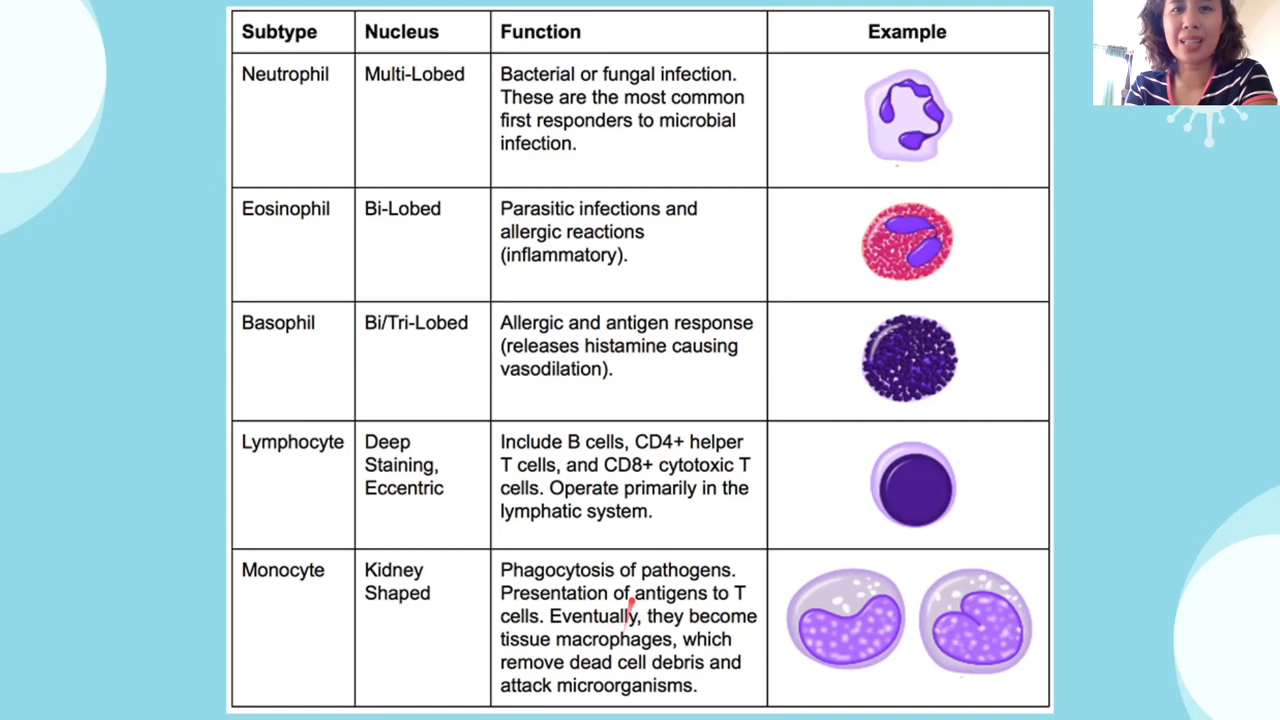 Subtype Nucleus Function Example
Neutrophil Multi-Lobed Bacterial or fungal infection.
These are the most common
first responders to microbial
infection.
Eosinophil Bi-Lobed Parasitic infections and
allergic reactions
(inflammatory).
Basophil Bi/Tri-Lobed Allergic and antigen response
(releases histamine causing
vasodilation).
Lymphocyte Deep Include B cells, CD4+ helper
Staining, T cells, and CD8+ cytotoxic T
Eccentric cells. Operate primarily in the
lymphatic system.
Monocyte Kidney Phagocytosis of pathogens.
Shaped Presentation of antigens to T
cells. Eventually, they become
tissue macrophages, which
remove dead cell debris and
attack microorganisms.